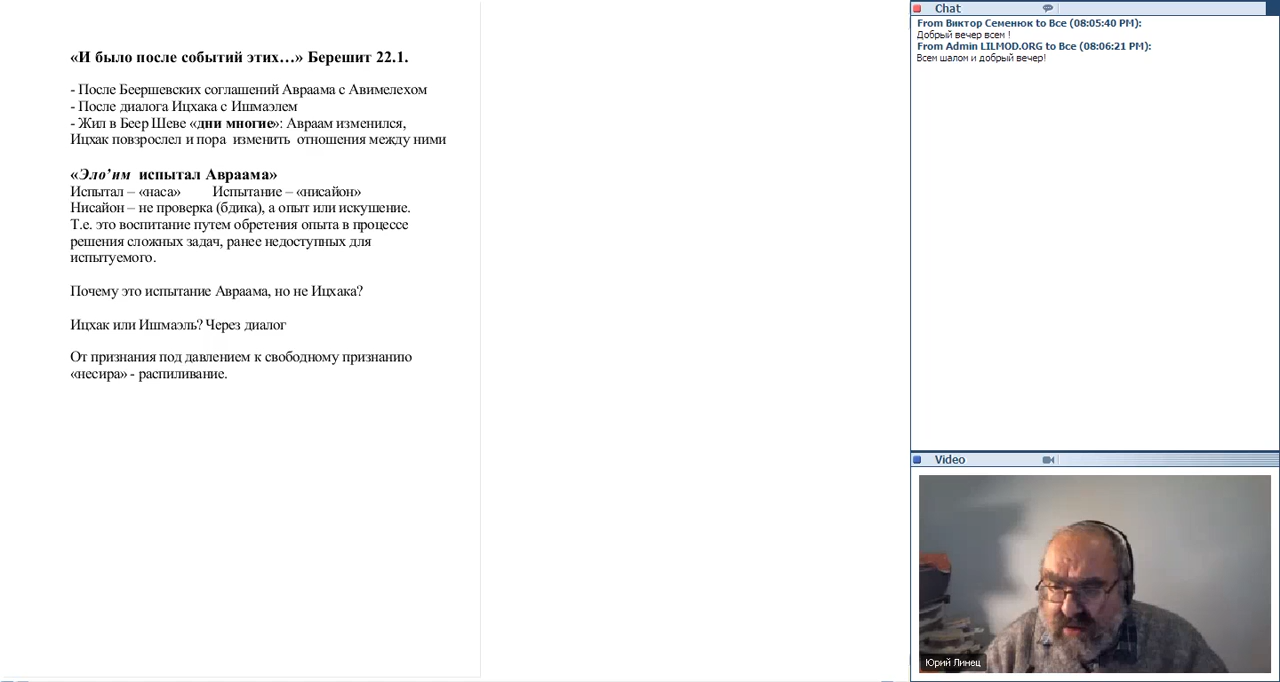 «И было после событий этих…» Берешит 22.1.
- После Беершевских соглашений Авраама с Авимелехом
- После диалога Ицхака с Ишмаэлем
- Жил в Беер Шеве «дни многие»: Авраам изменился,
Ицхак повзрослел и пора изменить отношения между ними
«Эло’им испытал Авраама»
Испытал – «наса» Испытание – «нисайон»
Нисайон – не проверка (бдика), а опыт или искушение.
Т.е. это воспитание путем обретения опыта в процессе
решения сложных задач, ранее недоступных для
испытуемого.
Почему это испытание Авраама, но не Ицхака?
Ицхак или Ишмаэль? Через диалог
От признания под давлением к свободному признанию
«несира» - распиливание.
Chat
From Виктор Семенюк to Все (08:05:40 PM):
Добрый вечер всем !
From Admin LILMOD.ORG to Все (08:06:21 PM):
Всем шалом и добрый вечер!
Video
Юрий Линец